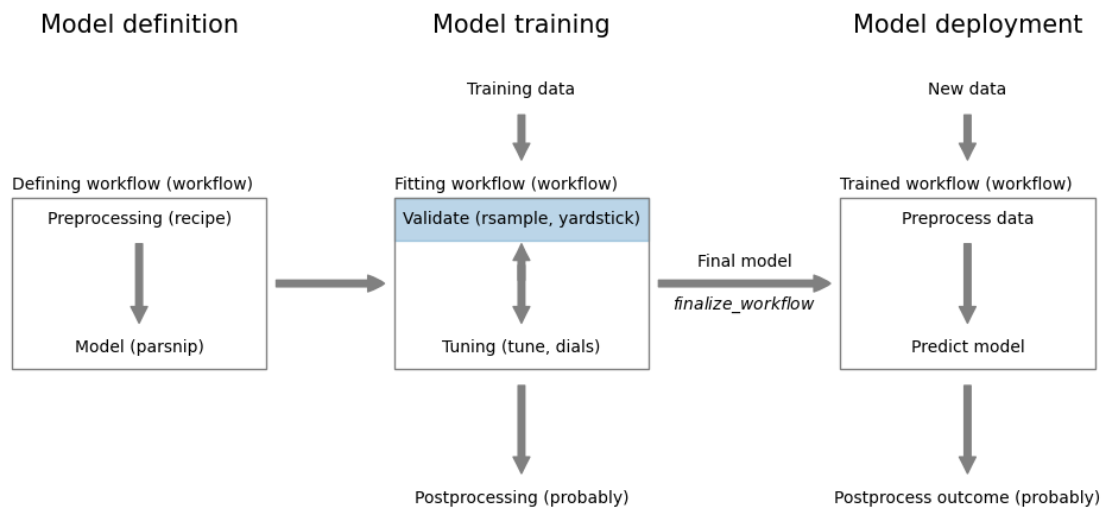 Model definition
Model training
Model deployment
Training data
New data
Defining workflow (workflow)
Fitting workflow (workflow)
Trained workflow (workflow)
Preprocessing (recipe)
Validate (rsample, yardstick)
Preprocess data
Final model
finalize_workflow
Model (parsnip)
Tuning (tune, dials)
Predict model
Postprocessing (probably)
Postprocess outcome (probably)